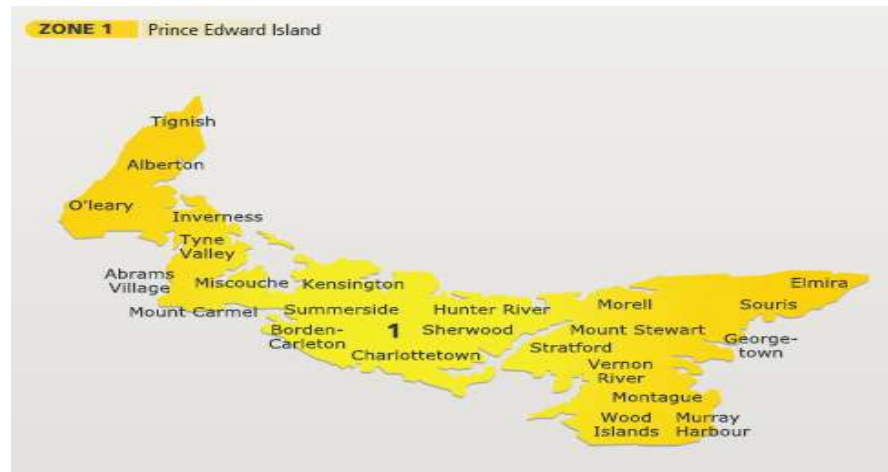 ZONE 1 Prince Edward Island
Tignish
Alberton
O'leary
Inverness
Tyne
Valley
Abrams
Village
Miscouche
Kensington
Elmira
Mount Carmel
Summerside
Hunter River
Morell
Souris
Borden-
Carleton
1
Sherwood
Mount Stewart
George-
town
Charlottetown
Stratford
Vernon
River
Montague
Wood
Islands
Murray
Harbour